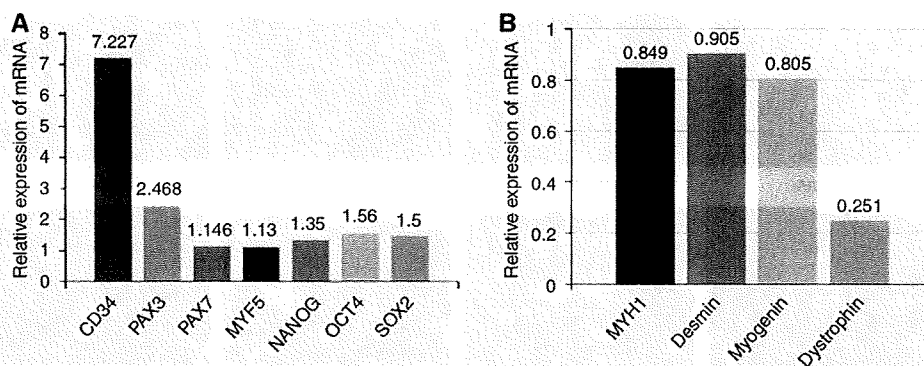 A
Relative expression of mRNA
8
7
6
5
4
3
2
1
0
7.227
2.468
1.146
1.13
1.35
1.56
1.5
CD34
PAX3
PAX7
MYF5
NANOG
OCT4
SOX2
B
Relative expression of mRNA
1
0.8
0.6
0.4
0.2
0
0.849
0.905
0.805
0.251
MYH1
Desmin
Myogenin
Dystrophin